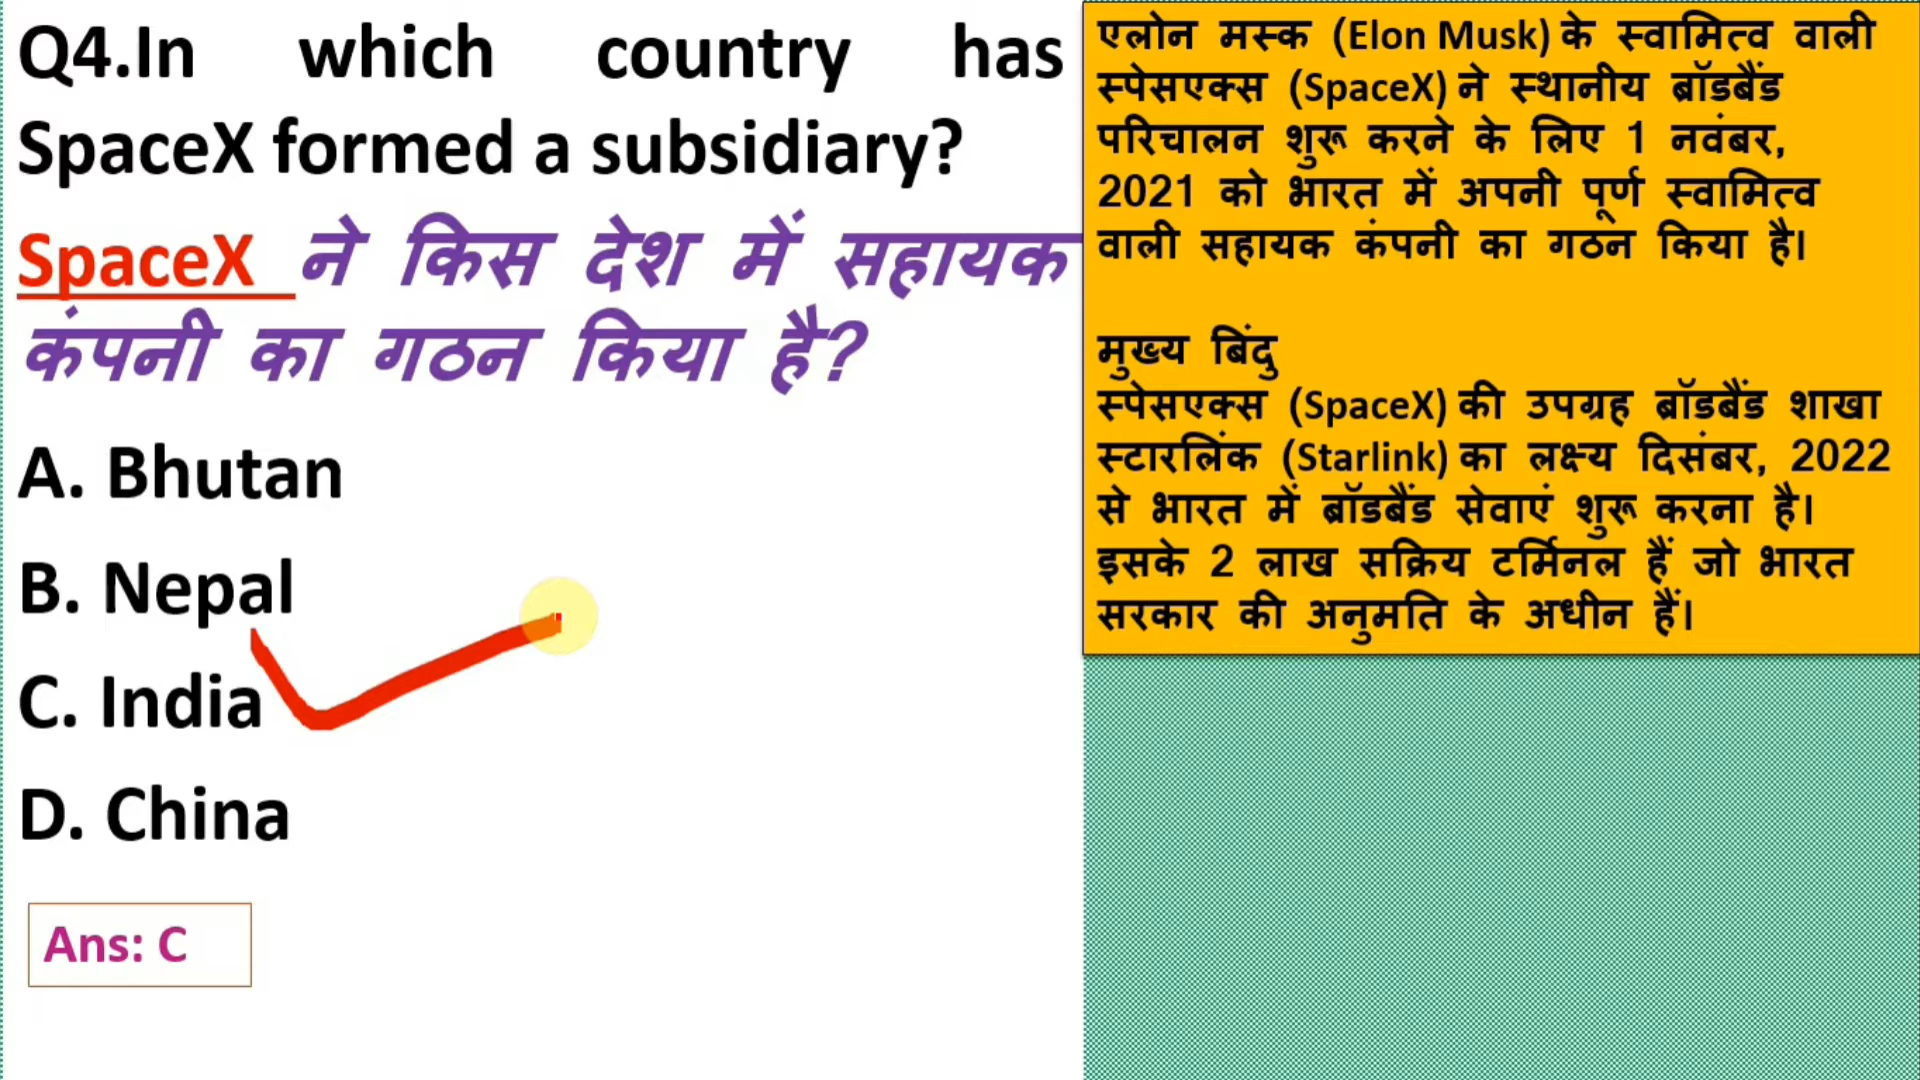 Q4.In which country has
SpaceX formed a subsidiary?
SpaceX ने किस देश में सहायक
कंपनी का गठन किया है?
A. Bhutan
B. Nepal
C. India
D. China
Ans: C
एलोन मस्क (Elon Musk) के स्वामित्व वाली
स्पेसएक्स (SpaceX) ने स्थानीय ब्रॉडबैंड
परिचालन शुरू करने के लिए 1 नवंबर,
2021 को भारत में अपनी पूर्ण स्वामित्व
वाली सहायक कंपनी का गठन किया है।
मुख्य बिंदु
स्पेसएक्स (SpaceX) की उपग्रह ब्रॉडबैंड शाखा
स्टारलिंक (Starlink) का लक्ष्य दिसंबर, 2022
से भारत में ब्रॉडबैंड सेवाएं शुरू करना है।
इसके 2 लाख सक्रिय टर्मिनल हैं जो भारत
सरकार की अनुमति के अधीन हैं।